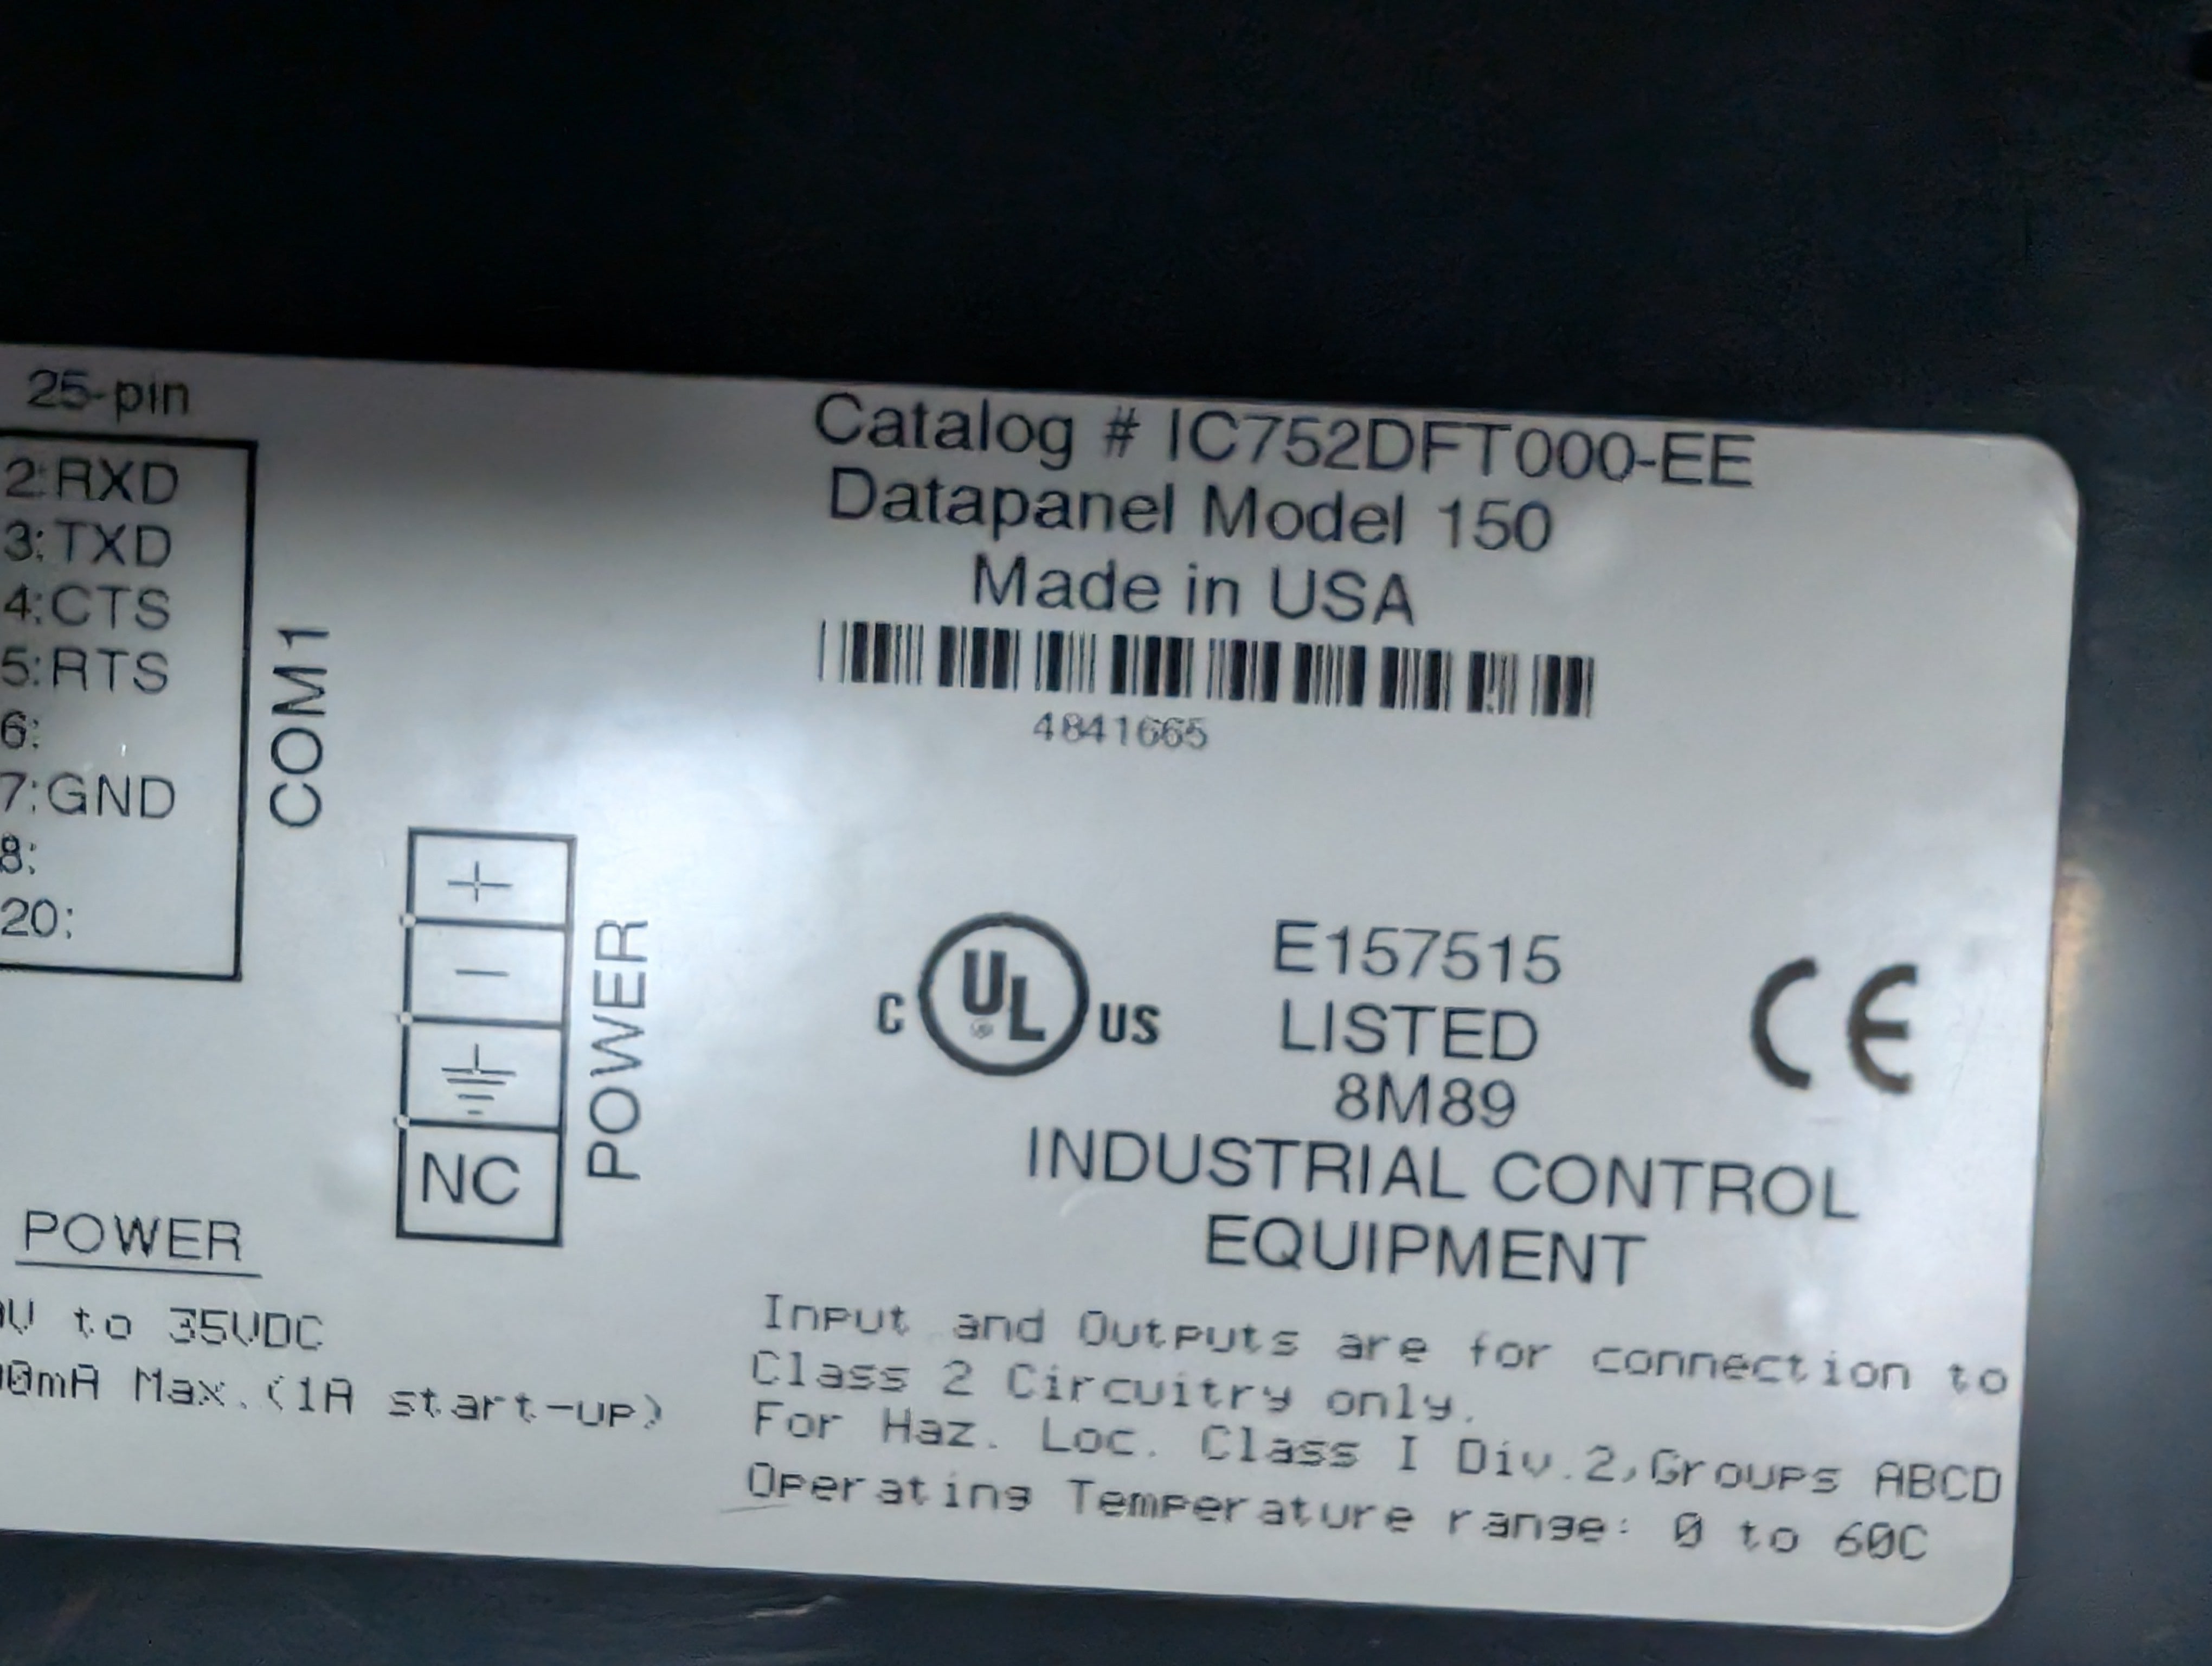 25-pin
2:RXD
3:TXD
4:CTS
5:RTS
6:
7:GND
8:
20:
COM1
+
−
NC
POWER
POWER
V to 35VDC
0mA Max.(1A start-up)
Catalog # IC752DFT000-EE
Datapanel Model 150
Made in USA
4841665
C UL US
E157515
LISTED
8M89
CE
INDUSTRIAL CONTROL
EQUIPMENT
Input and Outputs are for connection to
Class 2 Circuitry only.
For Haz. Loc. Class I Div.2,Groups ABCD
Operating Temperature range: 0 to 60C